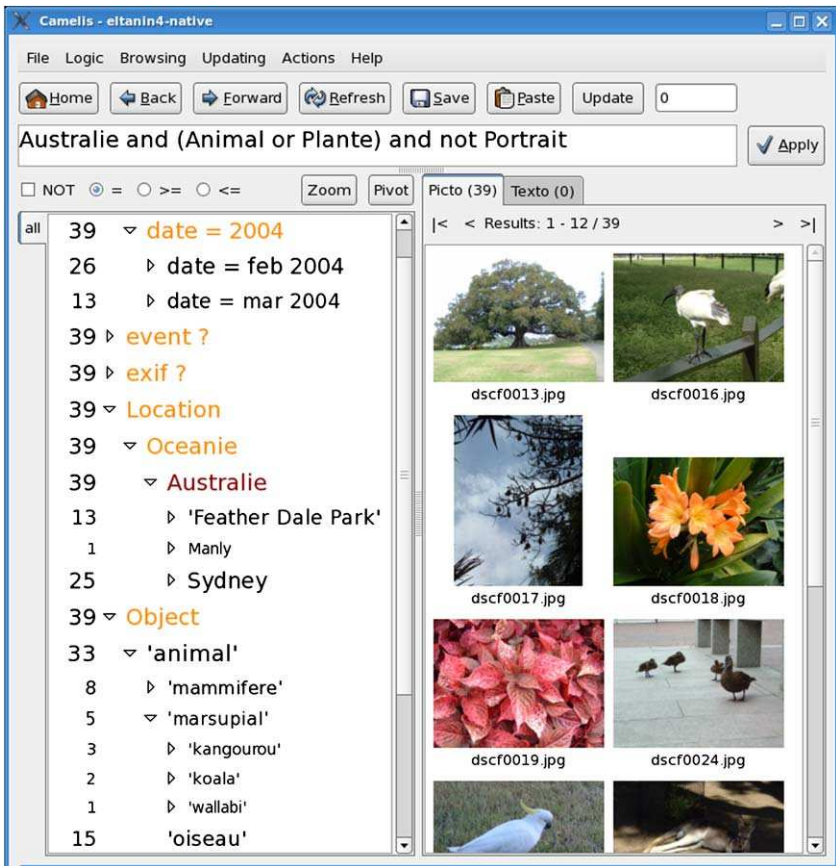 Camelis - eltanin4-native
File Logic Browsing Updating Actions Help
Home Back Forward Refresh Save Paste Update 0
Australie and (Animal or Plante) and not Portrait
Apply
NOT = >= <= Zoom Pivot
Picto (39) Texto (0)
all
39 date = 2004
26 date = feb 2004
13 date = mar 2004
39 event ?
39 exif ?
39 Location
39 Oceanie
39 Australie
13 'Feather Dale Park'
1 Manly
25 Sydney
39 Object
33 'animal'
8 'mammifere'
5 'marsupial'
3 'kangourou'
2 'koala'
1 'wallabi'
15 'oiseau'
|< < Results: 1 - 12 / 39 > >|
dscf0013.jpg dscf0016.jpg
dscf0017.jpg dscf0018.jpg
dscf0019.jpg dscf0024.jpg